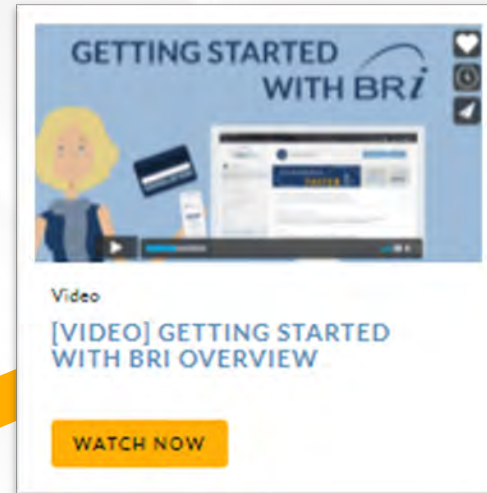 GETTING STARTED
WITH BRi
Video
[VIDEO] GETTING STARTED
WITH BRI OVERVIEW
WATCH NOW